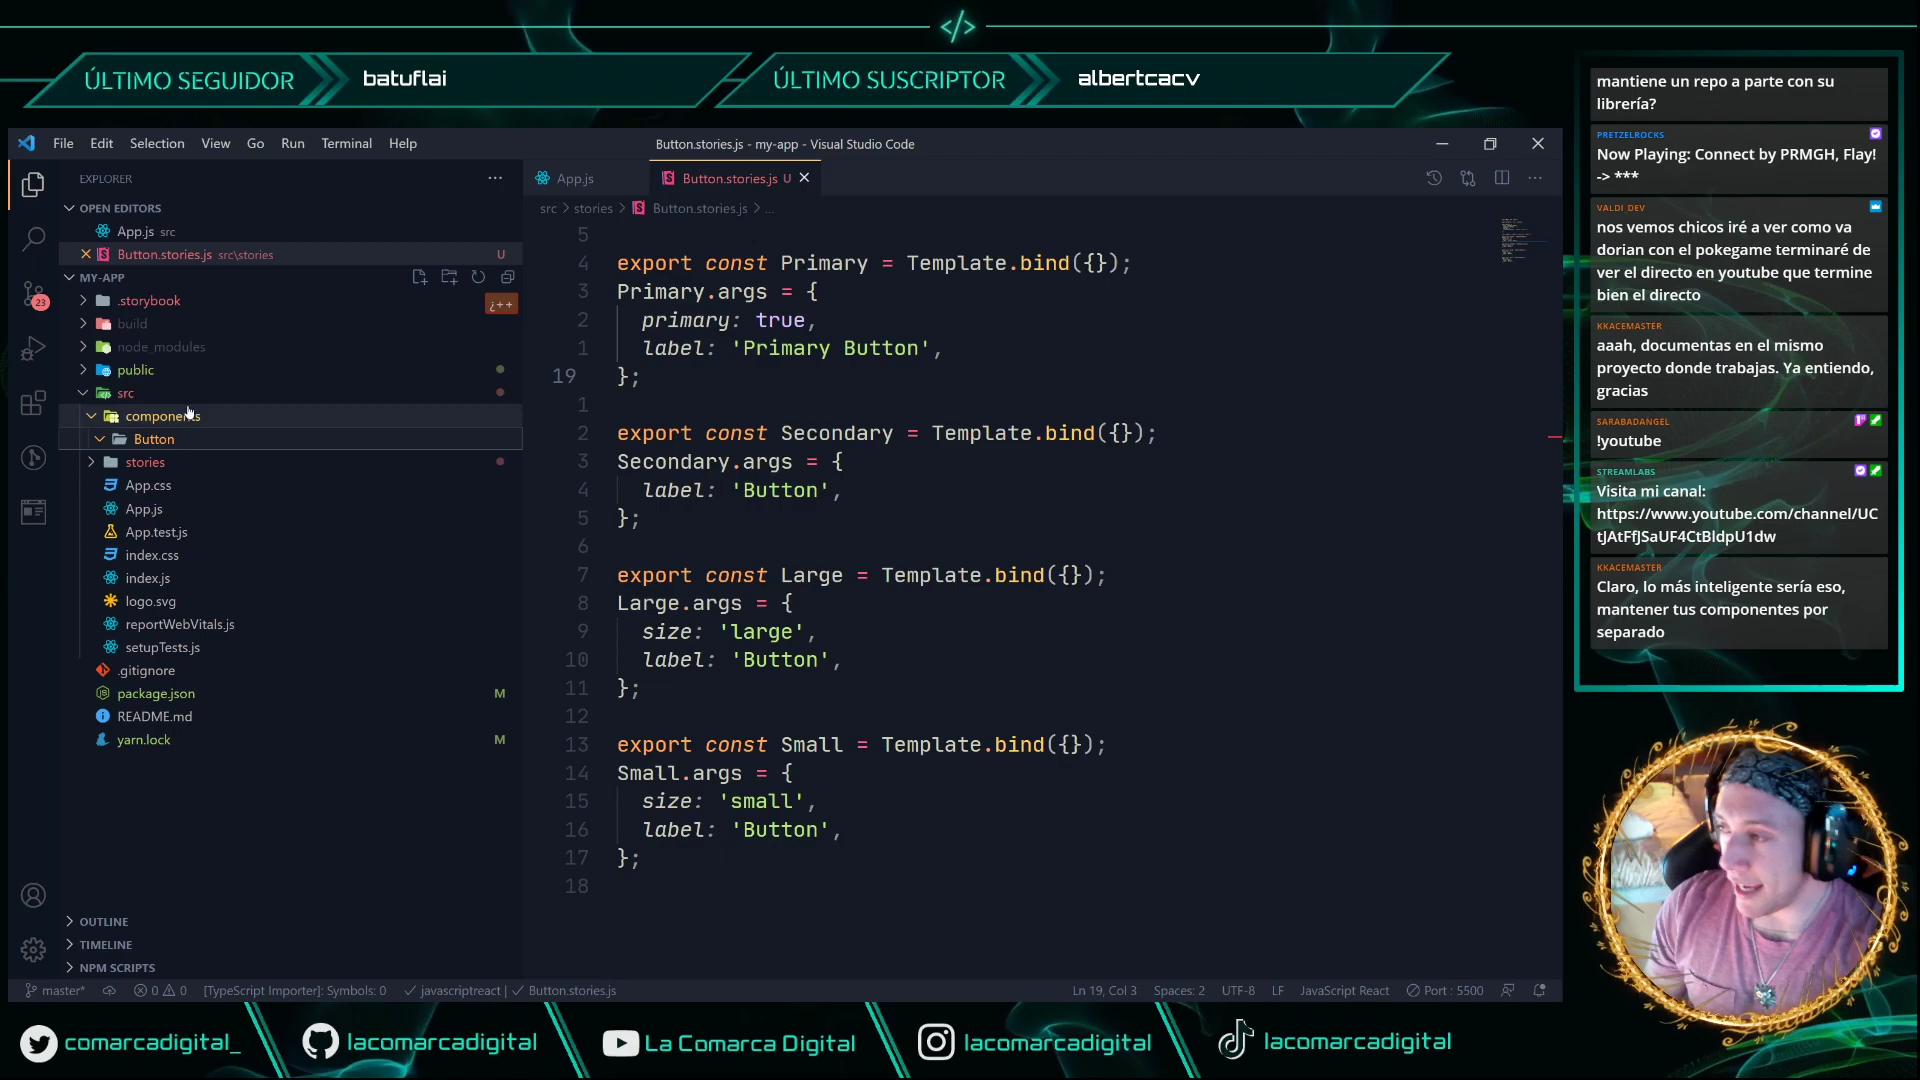 </>
ÚLTIMO SEGUIDOR
batuflai
ÚLTIMO SUSCRIPTOR
albertcacv
File Edit Selection View Go Run Terminal Help
Button.stories.js - my-app - Visual Studio Code
EXPLORER
OPEN EDITORS
App.js src
Button.stories.js src\stories U
MY-APP
.storybook
¿++
build
node_modules
public
src
components
Button
stories
App.css
App.js
App.test.js
index.css
index.js
logo.svg
reportWebVitals.js
setupTests.js
.gitignore
package.json M
README.md
yarn.lock M
OUTLINE
TIMELINE
NPM SCRIPTS
23
App.js
Button.stories.js U
src > stories > Button.stories.js > ...
5
4 export const Primary = Template.bind({});
3 Primary.args = {
2 primary: true,
1 label: 'Primary Button',
19 };
1
2 export const Secondary = Template.bind({});
3 Secondary.args = {
4 label: 'Button',
5 };
6
7 export const Large = Template.bind({});
8 Large.args = {
9 size: 'large',
10 label: 'Button',
11 };
12
13 export const Small = Template.bind({});
14 Small.args = {
15 size: 'small',
16 label: 'Button',
17 };
18
master* 0 0 [TypeScript Importer]: Symbols: 0 javascriptreact | Button.stories.js
Ln 19, Col 3 Spaces: 2 UTF-8 LF JavaScript React Port : 5500
mantiene un repo a parte con su
librería?
PRETZELROCKS
Now Playing: Connect by PRMGH, Flay!
-> ***
VALDI_DEV
nos vemos chicos iré a ver como va
dorian con el pokegame terminaré de
ver el directo en youtube que termine
bien el directo
KKACEMASTER
aaah, documentas en el mismo
proyecto donde trabajas. Ya entiendo,
gracias
SARABADANGEL
!youtube
STREAMLABS
Visita mi canal:
https://www.youtube.com/channel/UC
tJAtFfJSaUF4CtBldpU1dw
KKACEMASTER
Claro, lo más inteligente sería eso,
mantener tus componentes por
separado
comarcadigital_
lacomarcadigital
La Comarca Digital
lacomarcadigital
lacomarcadigital